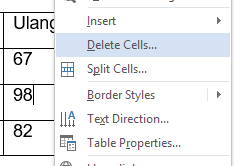 Ulang
67
98
82
Insert
Delete Cells...
Split Cells...
Border Styles
Text Direction...
Table Properties...